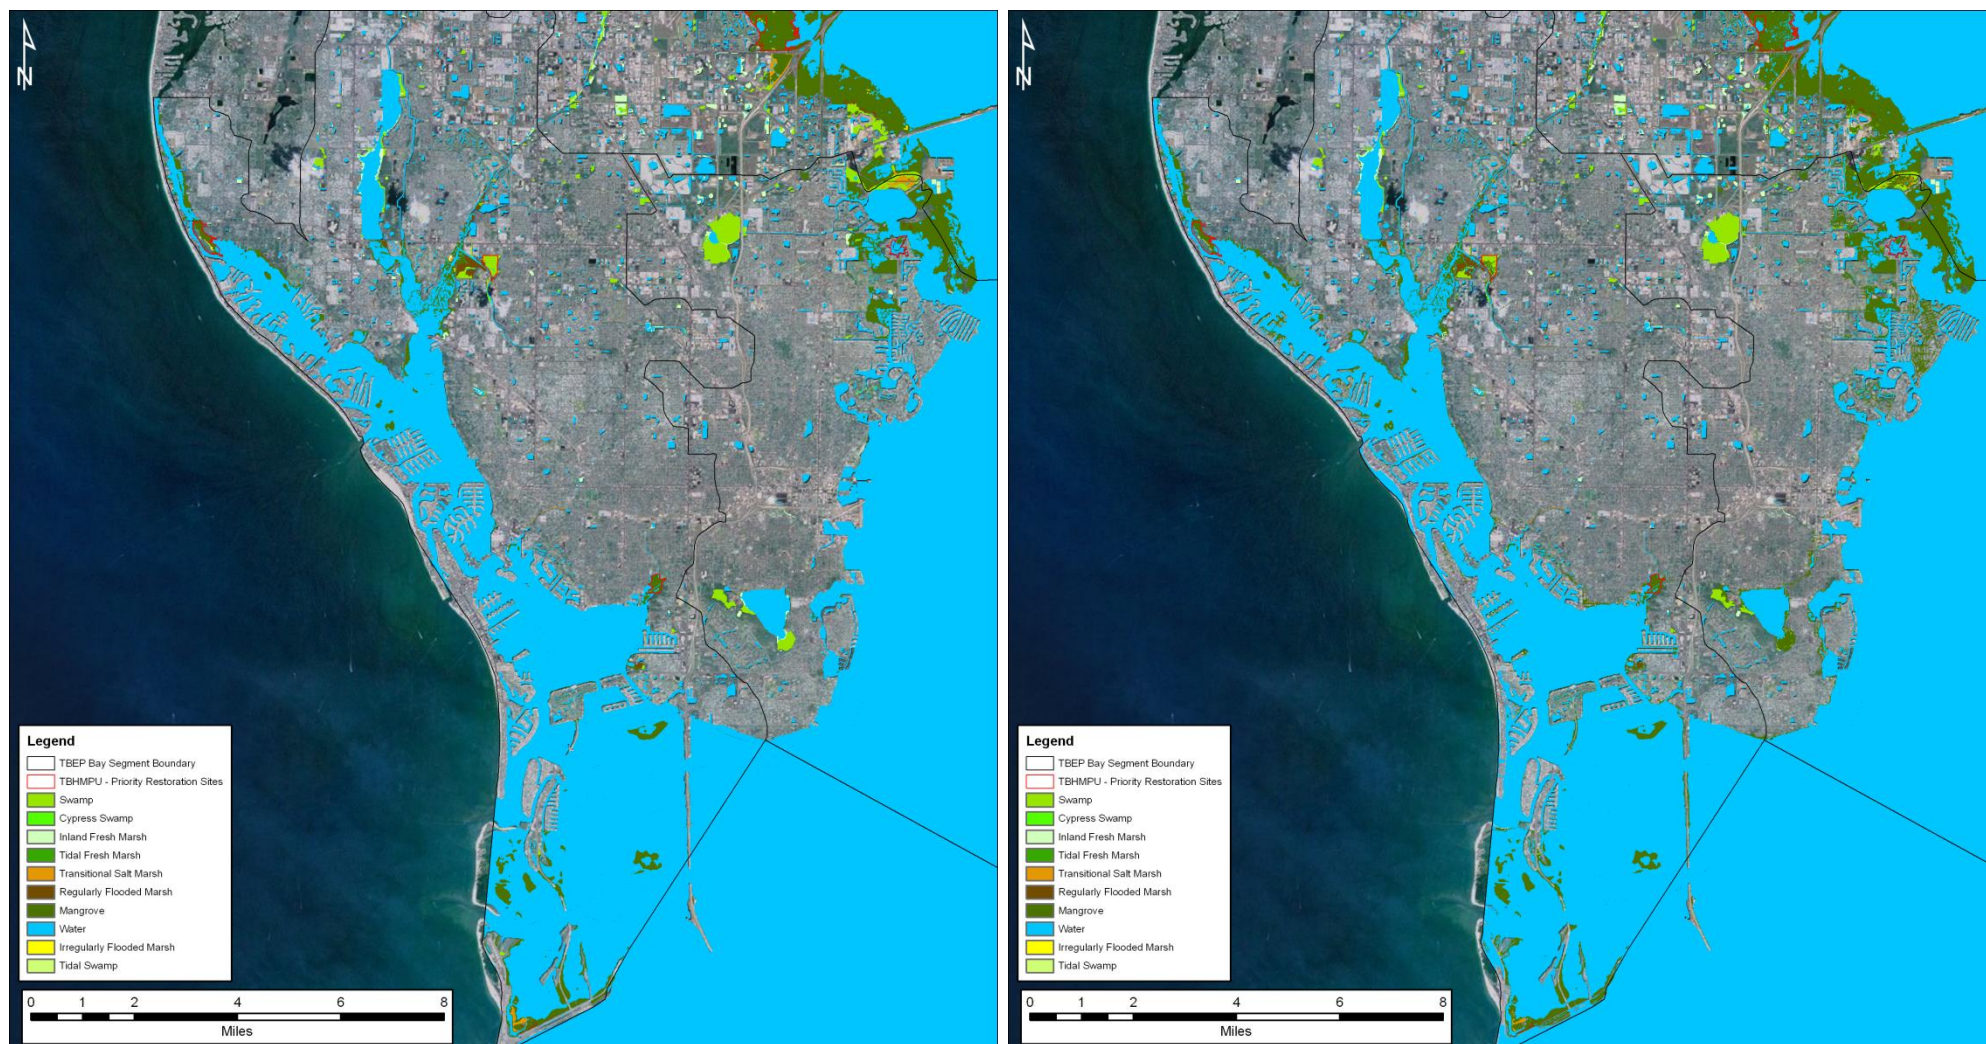 N
Legend
TBEP Bay Segment Boundary
TBHMPU - Priority Restoration Sites
Swamp
Cypress Swamp
Inland Fresh Marsh
Tidal Fresh Marsh
Transitional Salt Marsh
Regularly Flooded Marsh
Mangrove
Water
Irregularly Flooded Marsh
Tidal Swamp
0 1 2 4 6 8
Miles
N
Legend
TBEP Bay Segment Boundary
TBHMPU - Priority Restoration Sites
Swamp
Cypress Swamp
Inland Fresh Marsh
Tidal Fresh Marsh
Transitional Salt Marsh
Regularly Flooded Marsh
Mangrove
Water
Irregularly Flooded Marsh
Tidal Swamp
0 1 2 4 6 8
Miles